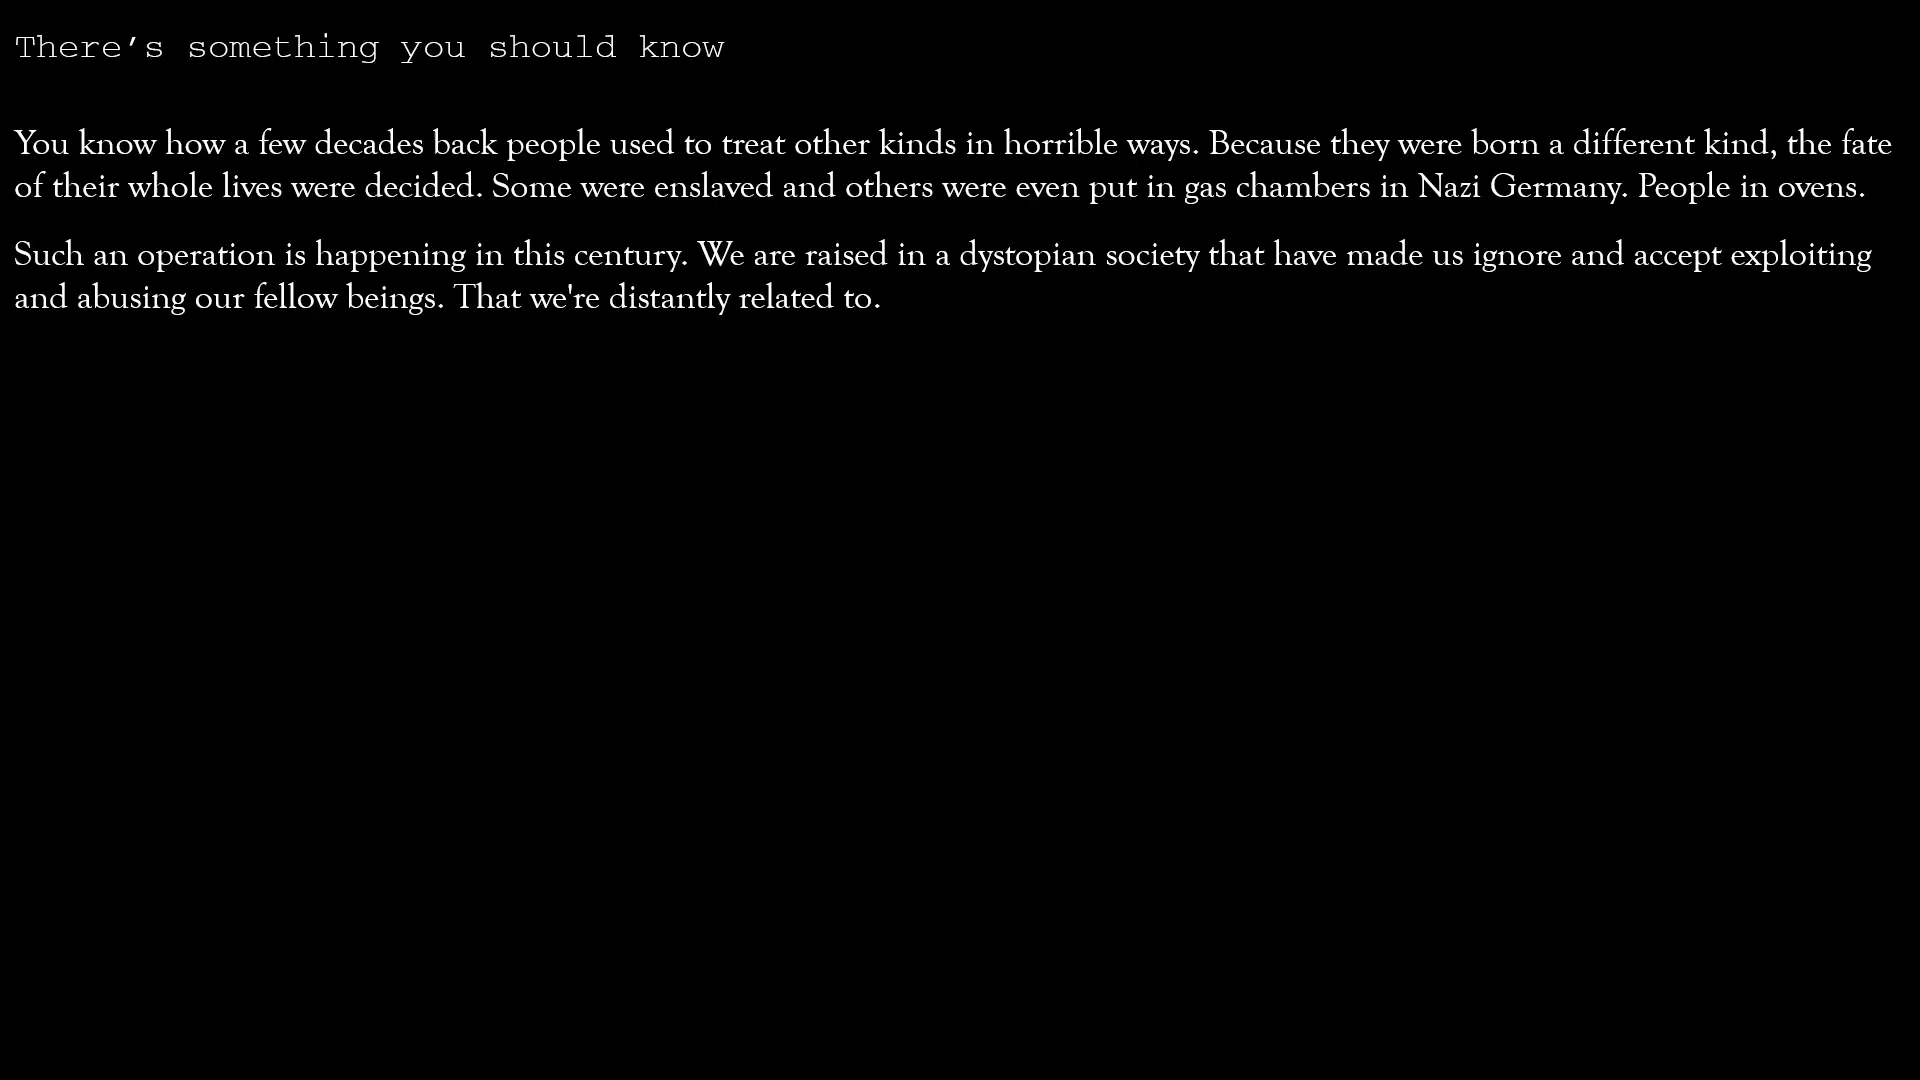 There's something you should know
You know how a few decades back people used to treat other kinds in horrible ways. Because they were born a different kind, the fate
of their whole lives were decided. Some were enslaved and others were even put in gas chambers in Nazi Germany. People in ovens.
Such an operation is happening in this century. We are raised in a dystopian society that have made us ignore and accept exploiting
and abusing our fellow beings. That we're distantly related to.